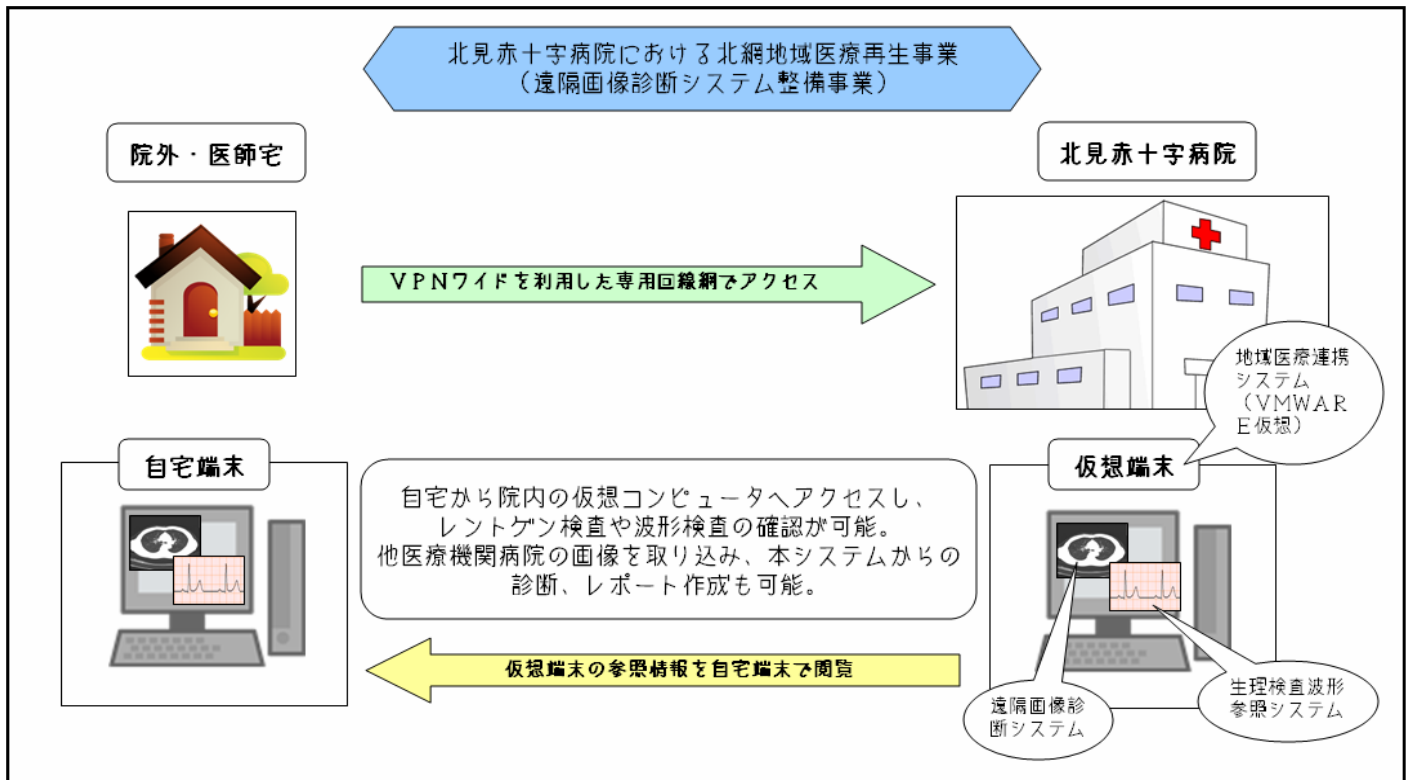 北見赤十字病院における北網地域医療再生事業
（遠隔画像診断システム整備事業）
院外・医師宅
北見赤十字病院
ＶＰＮワイドを利用した専用回線網でアクセス
地域医療連携
システム
（ＶＭＷＡＲ
Ｅ仮想）
自宅端末
仮想端末
自宅から院内の仮想コンピュータへアクセスし、
レントゲン検査や波形検査の確認が可能。
他医療機関病院の画像を取り込み、本システムからの
診断、レポート作成も可能。
仮想端末の参照情報を自宅端末で閲覧
遠隔画像診
断システム
生理検査波形
参照システム